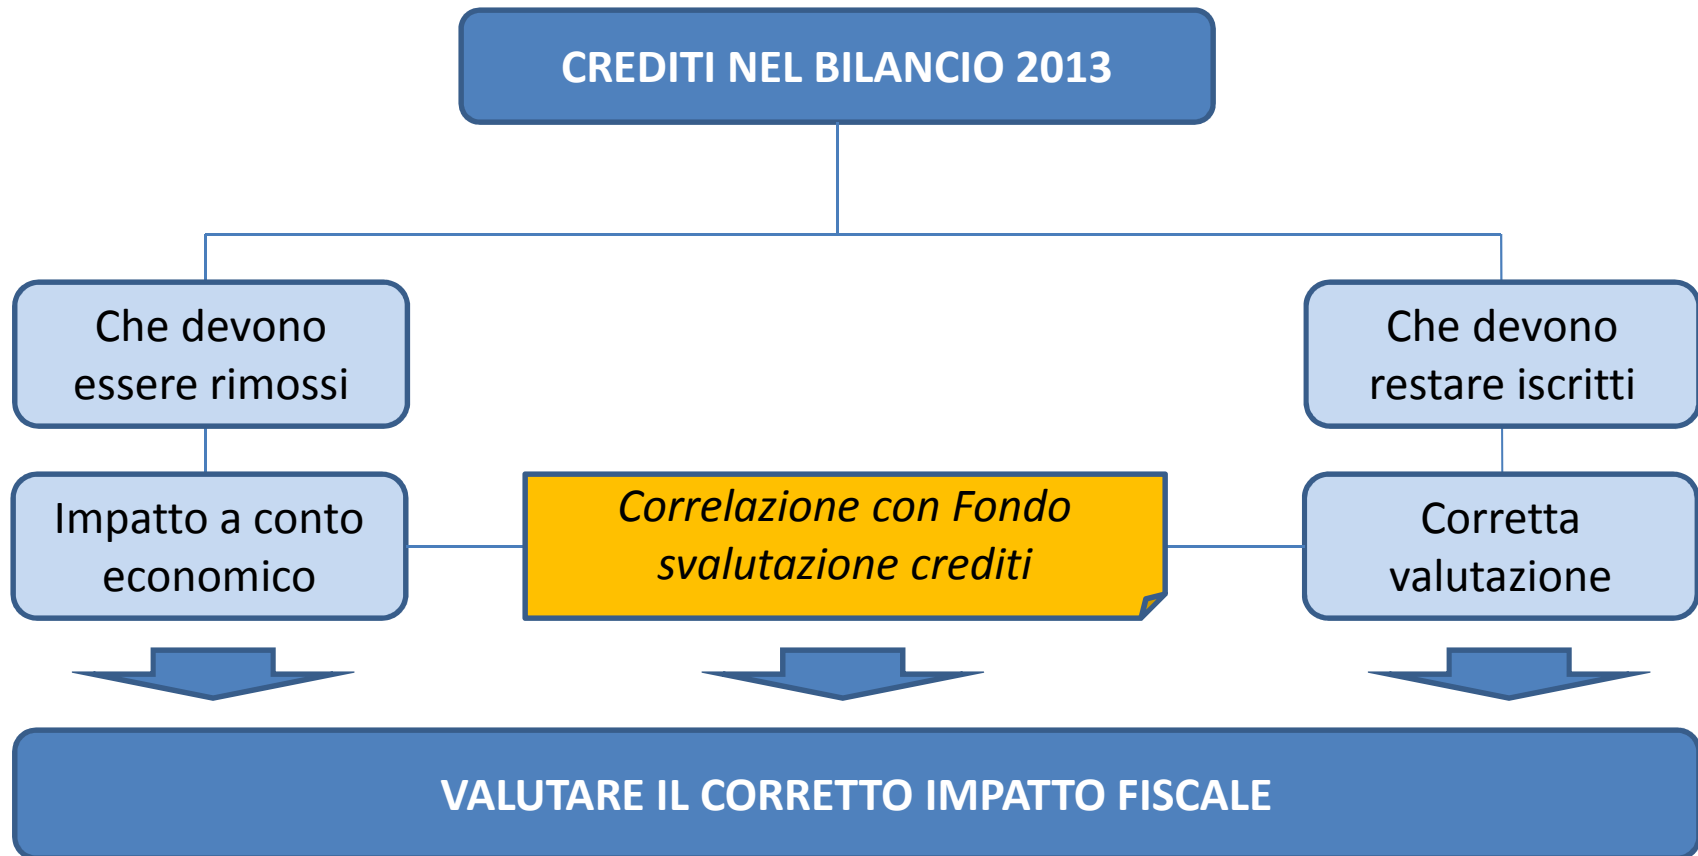 CREDITI NEL BILANCIO 2013
Che devono
essere rimossi
Che devono
restare iscritti
Impatto a conto
economico
Correlazione con Fondo
svalutazione crediti
Corretta
valutazione
VALUTARE IL CORRETTO IMPATTO FISCALE